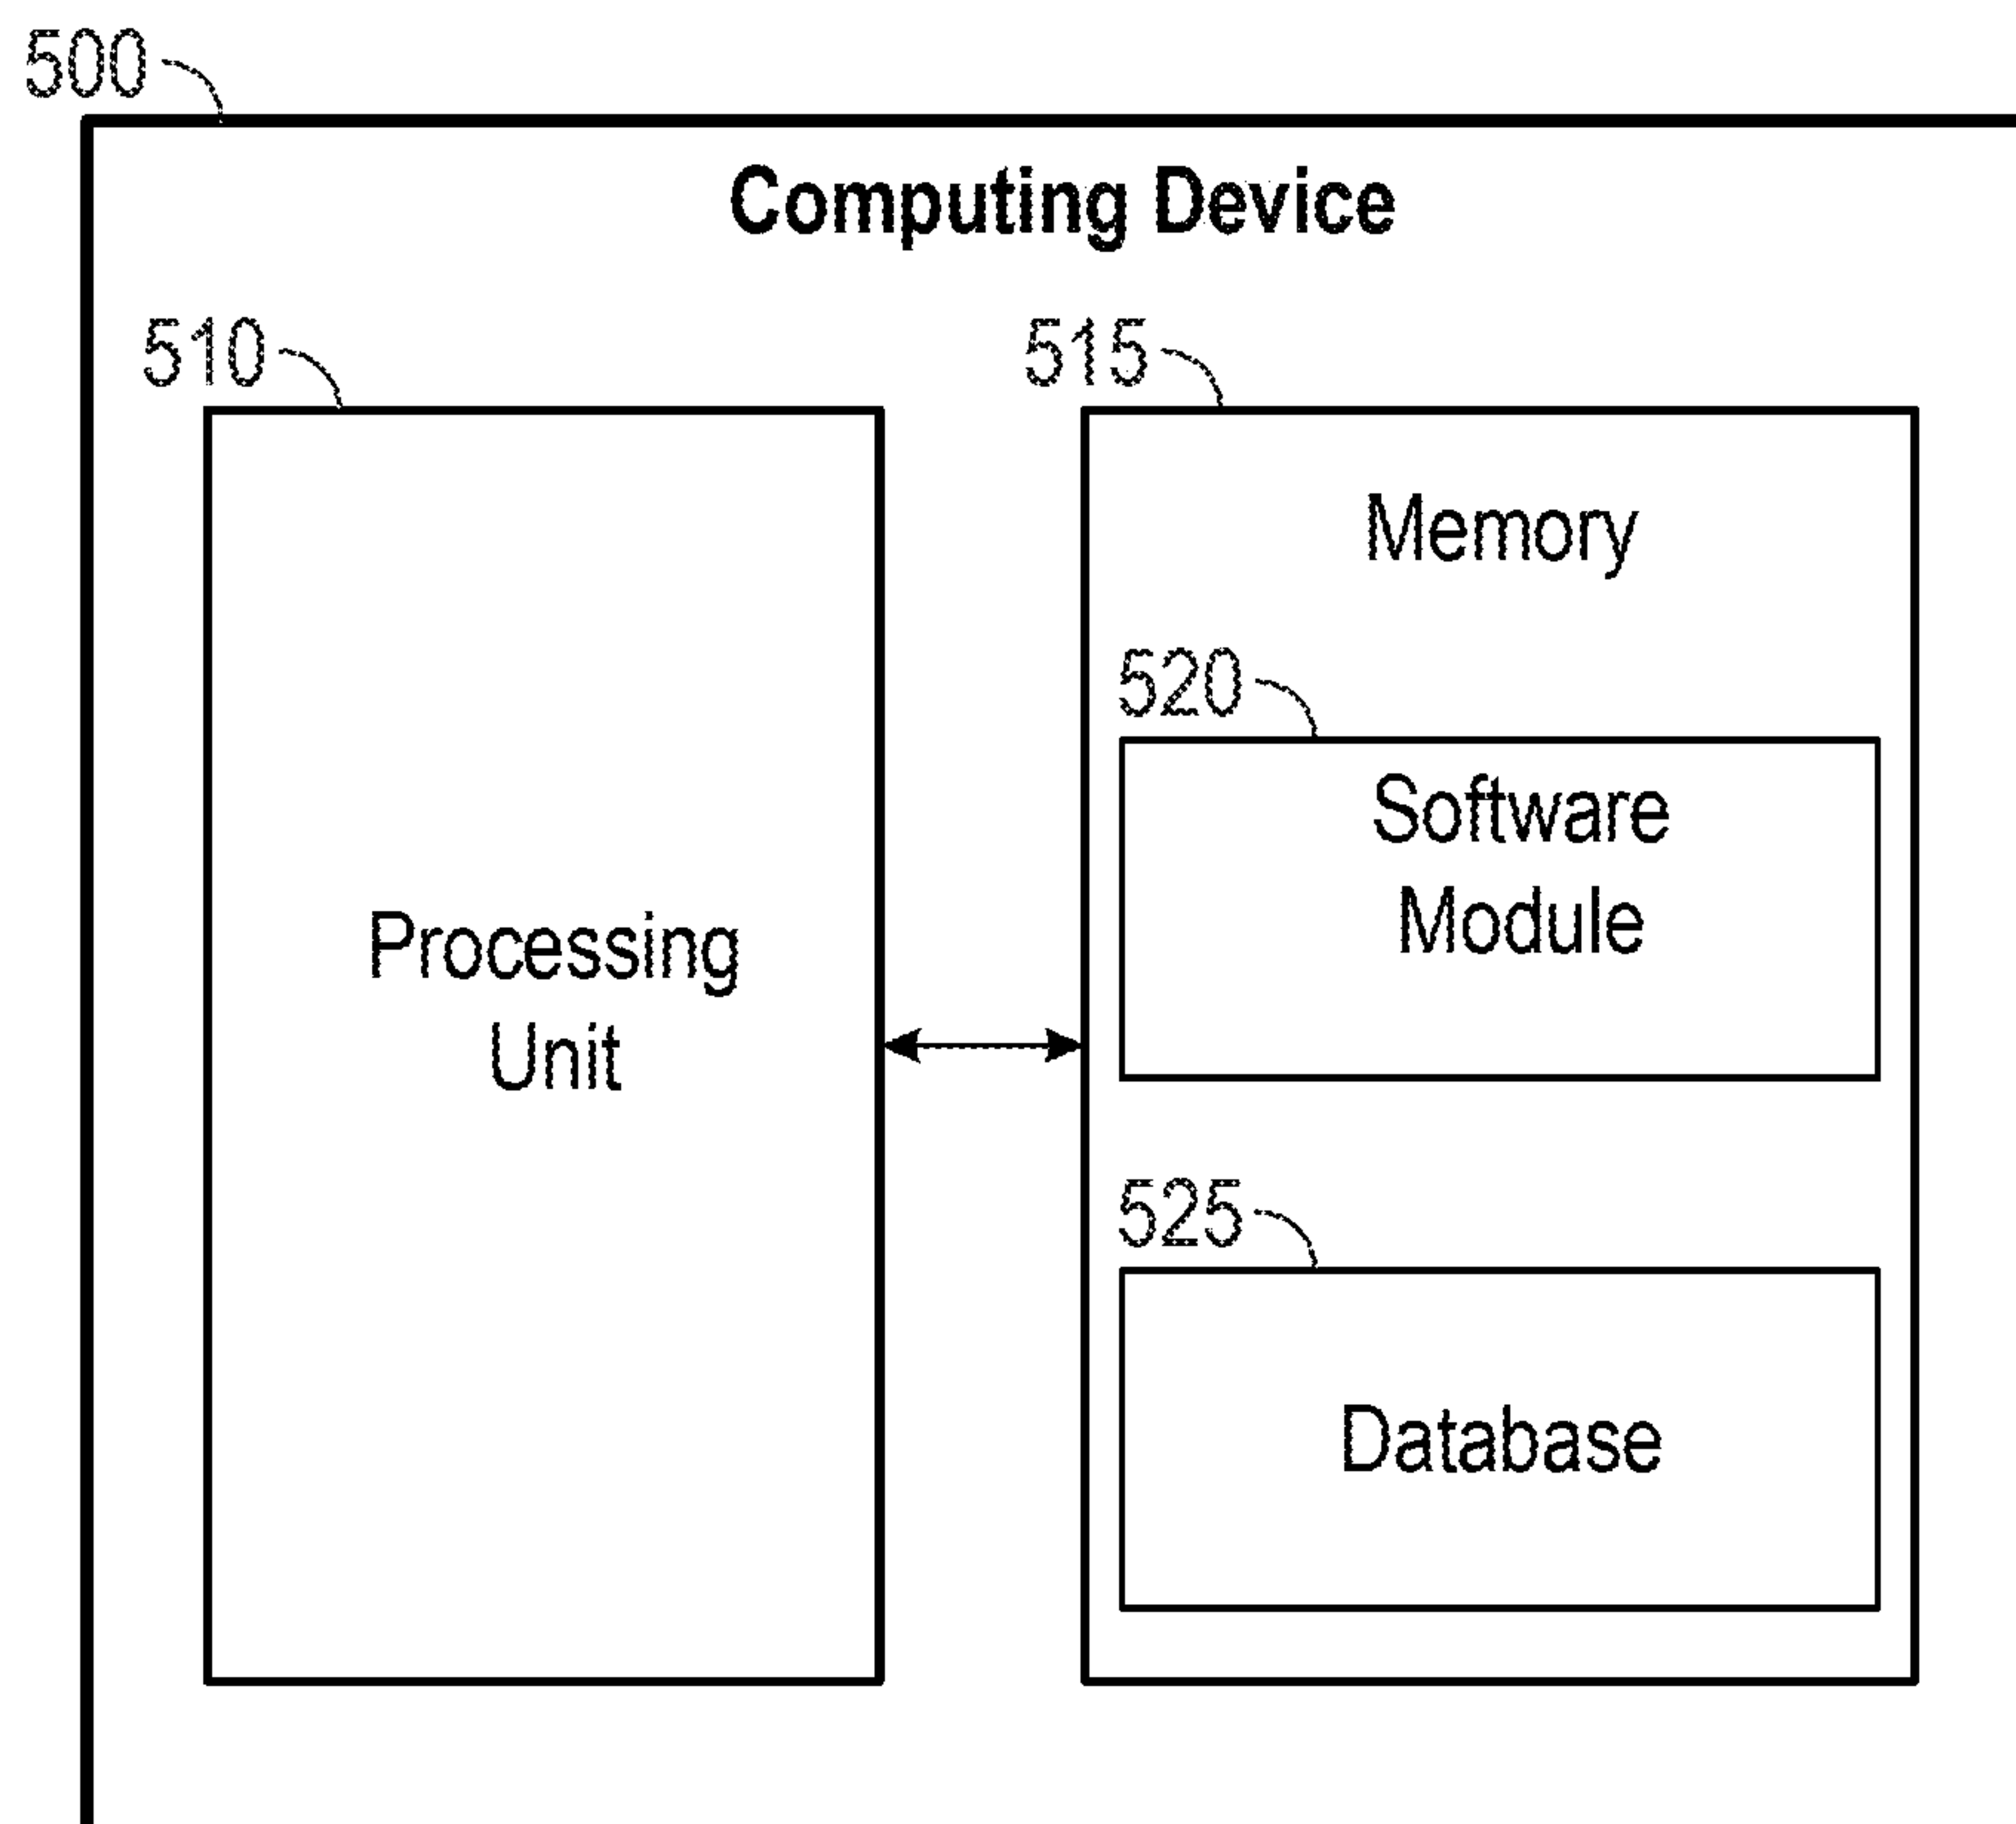 500
Computing Device
510
515
Memory
520
Software
Module
Processing
Unit
525
Database